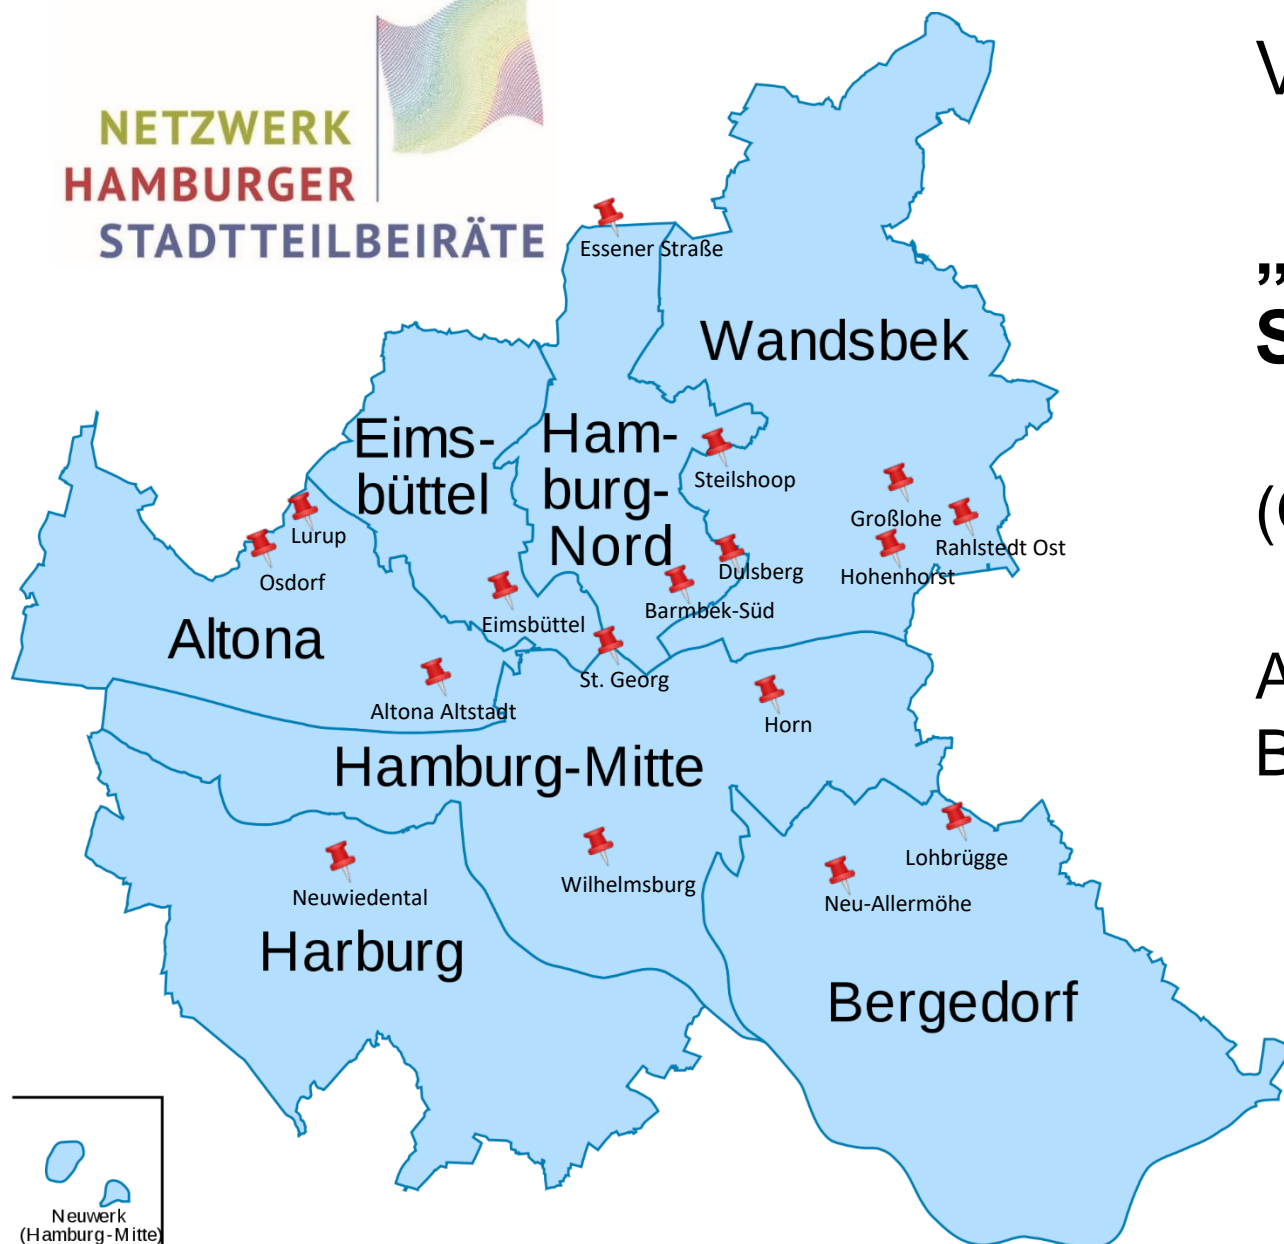 NETZWERK
HAMBURGER
STADTTEILBEIRÄTE
V
„
S
(
A
B
Essener Straße
Wandsbek
Eims-
büttel
Ham-
burg-
Nord
Steilshoop
Großlohe
Rahlstedt Ost
Hohenhorst
Lurup
Osdorf
Dulsberg
Barmbek-Süd
Eimsbüttel
Altona
St. Georg
Altona Altstadt
Horn
Hamburg-Mitte
Lohbrügge
Neu-Allermöhe
Wilhelmsburg
Neuwiedental
Harburg
Bergedorf
Neuwerk
(Hamburg-Mitte)